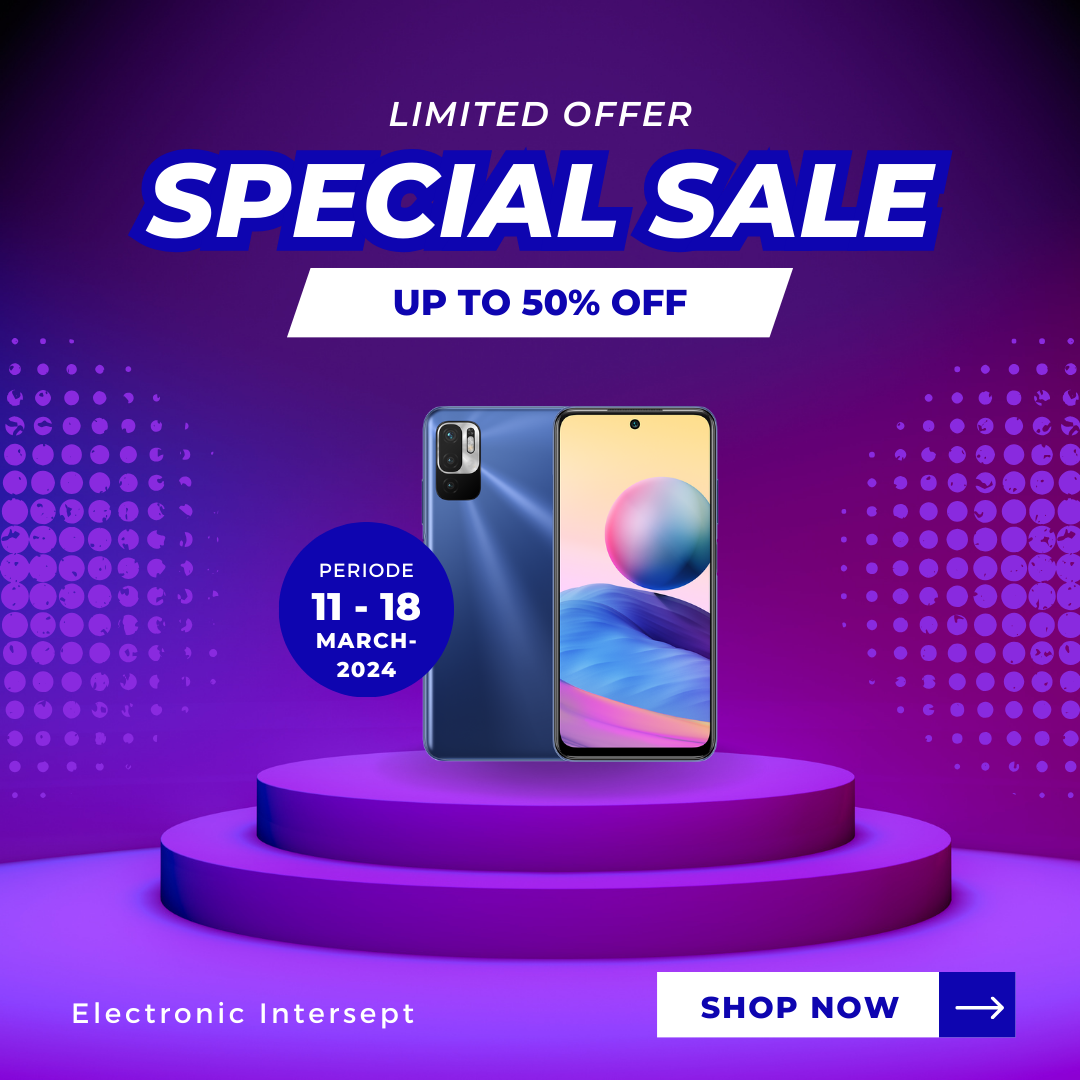 LIMITED OFFER
SPECIAL SALE
UP TO 50% OFF
PERIODE
11 - 18
MARCH-
2024
Electronic Intersept
SHOP NOW